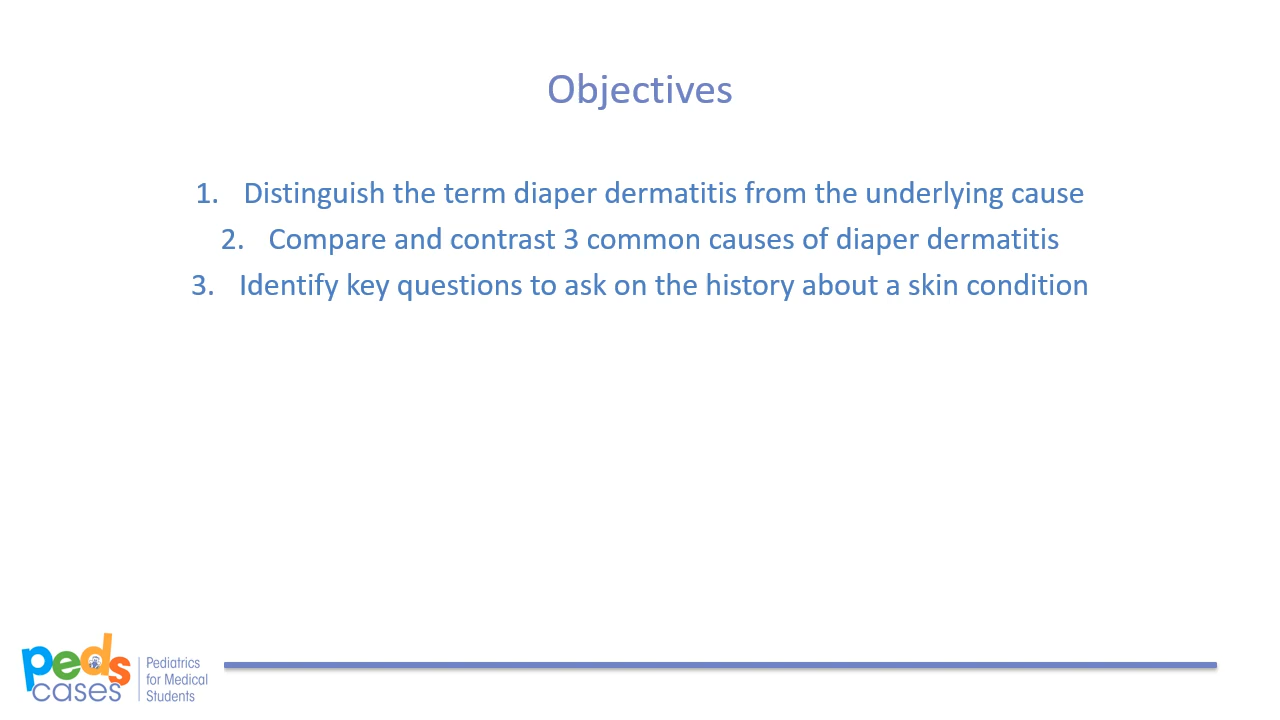 Objectives
1. Distinguish the term diaper dermatitis from the underlying cause
2. Compare and contrast 3 common causes of diaper dermatitis
3. Identify key questions to ask on the history about a skin condition
peds
cases
Pediatrics
for Medical
Students